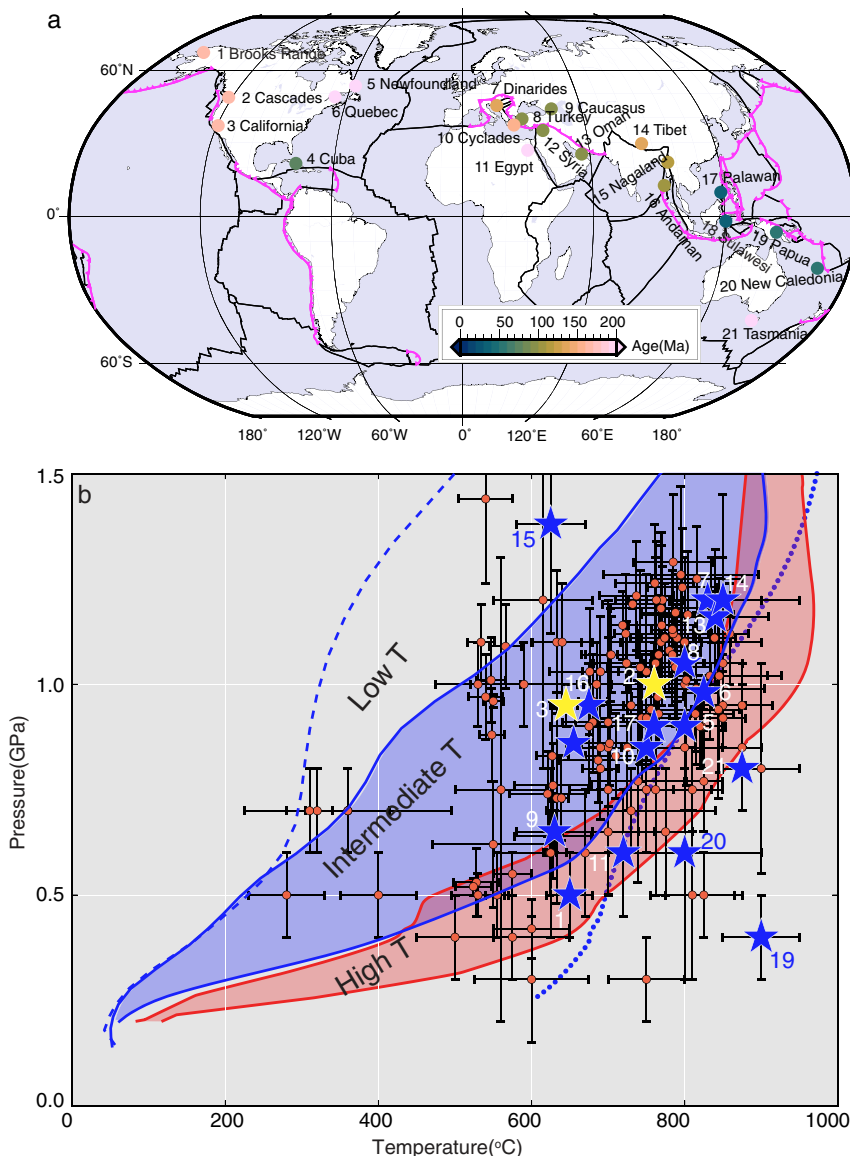 a
1 Brooks Range
60˚N
2 Cascades
5 Newfoundland
6 Quebec
3 California
4 Cuba
7 Dinarides
9 Caucasus
8 Turkey
10 Cyclades
11 Egypt
12 Syria
13 Oman
14 Tibet
15 Nagaland
16 Andaman
17 Palawan
0˚
18 Sulawesi
19 Papua
20 New Caledonia
21 Tasmania
0 50 100 150 200
Age(Ma)
60˚S
180˚ 120˚W 60˚W 0˚ 120˚E 60˚E 180˚
b
1.5
1.0
0.5
0.0
Pressure(GPa)
Low T
Intermediate T
High T
15
7
14
13
8
2
6
16
3
17
5
10
21
9
11
20
1
19
0 200 400 600 800 1000
Temperature(°C)